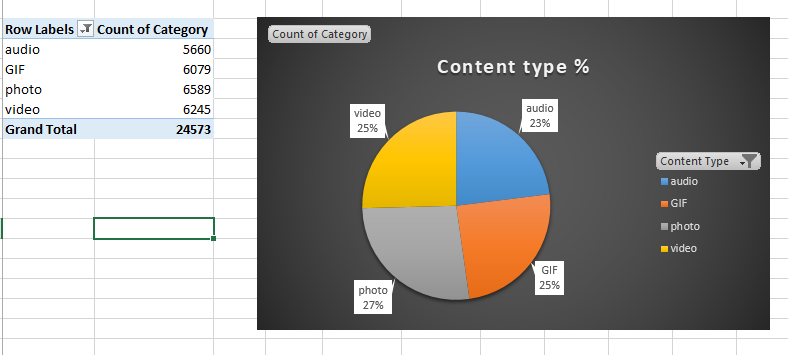 Row Labels Count of Category
audio 5660
GIF 6079
photo 6589
video 6245
Grand Total 24573
Count of Category
Content type %
video
25%
audio
23%
GIF
25%
photo
27%
Content Type
audio
GIF
photo
video